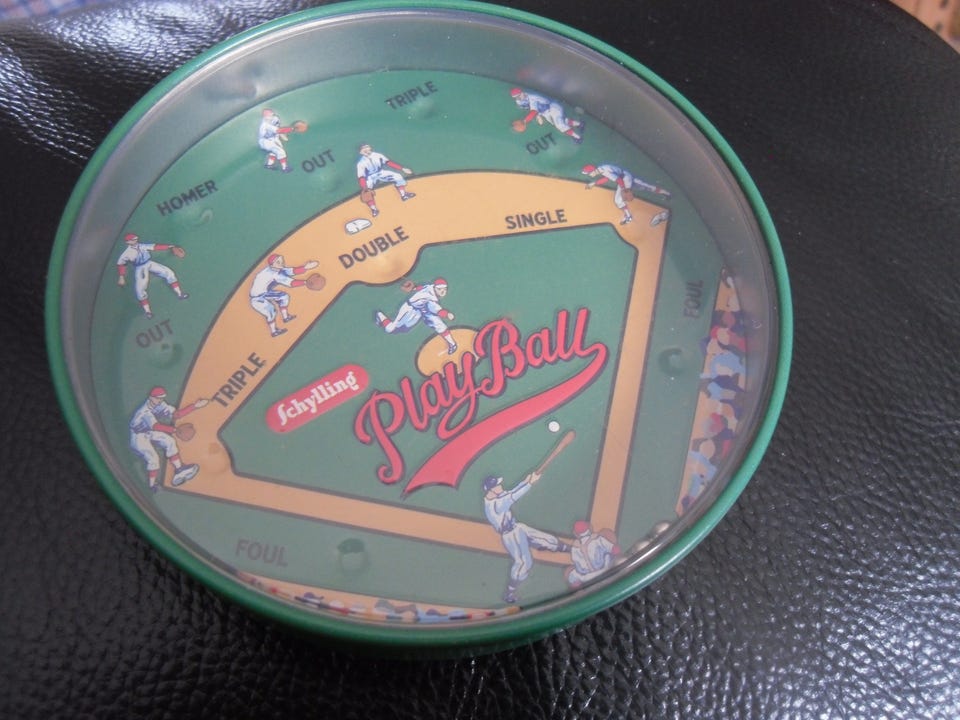 TRIPLE
OUT
OUT
HOMER
SINGLE
DOUBLE
FOUL
OUT
TRIPLE
Schylling
Play Ball
FOUL